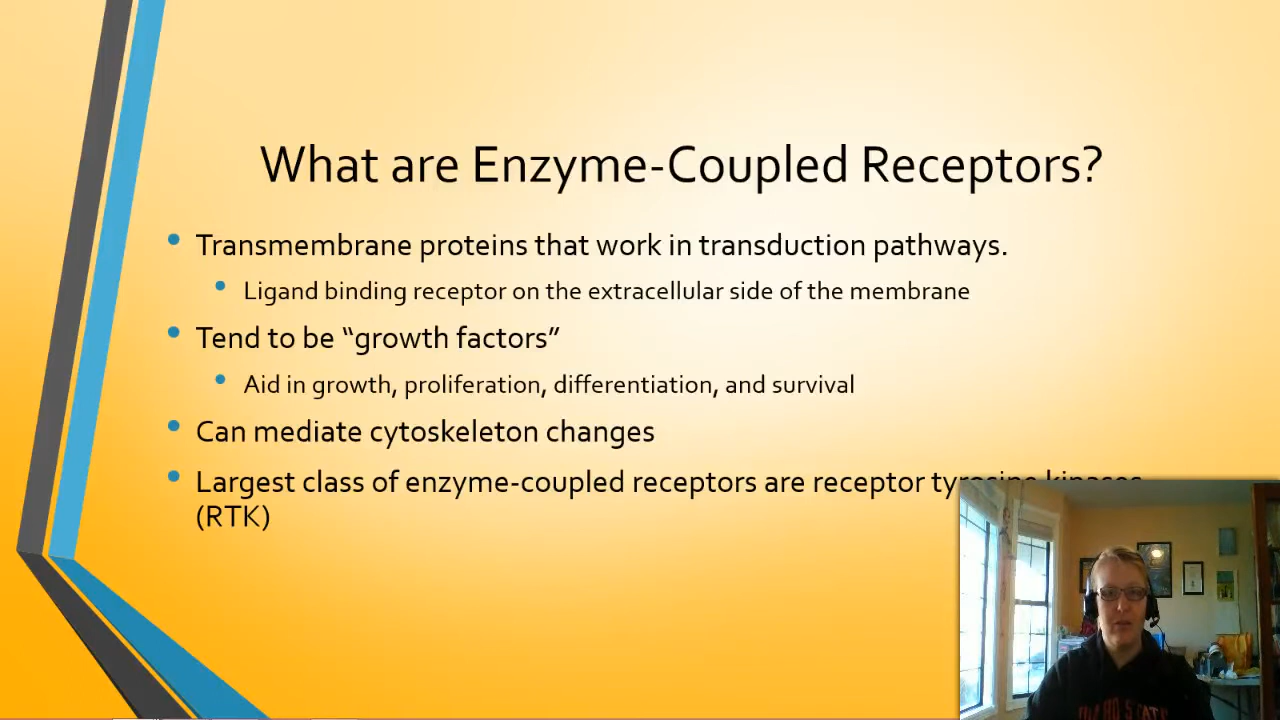 What are Enzyme-Coupled Receptors?
Transmembrane proteins that work in transduction pathways.
Ligand binding receptor on the extracellular side of the membrane
Tend to be “growth factors”
Aid in growth, proliferation, differentiation, and survival
Can mediate cytoskeleton changes
Largest class of enzyme-coupled receptors are receptor tyrosine kinases
(RTK)